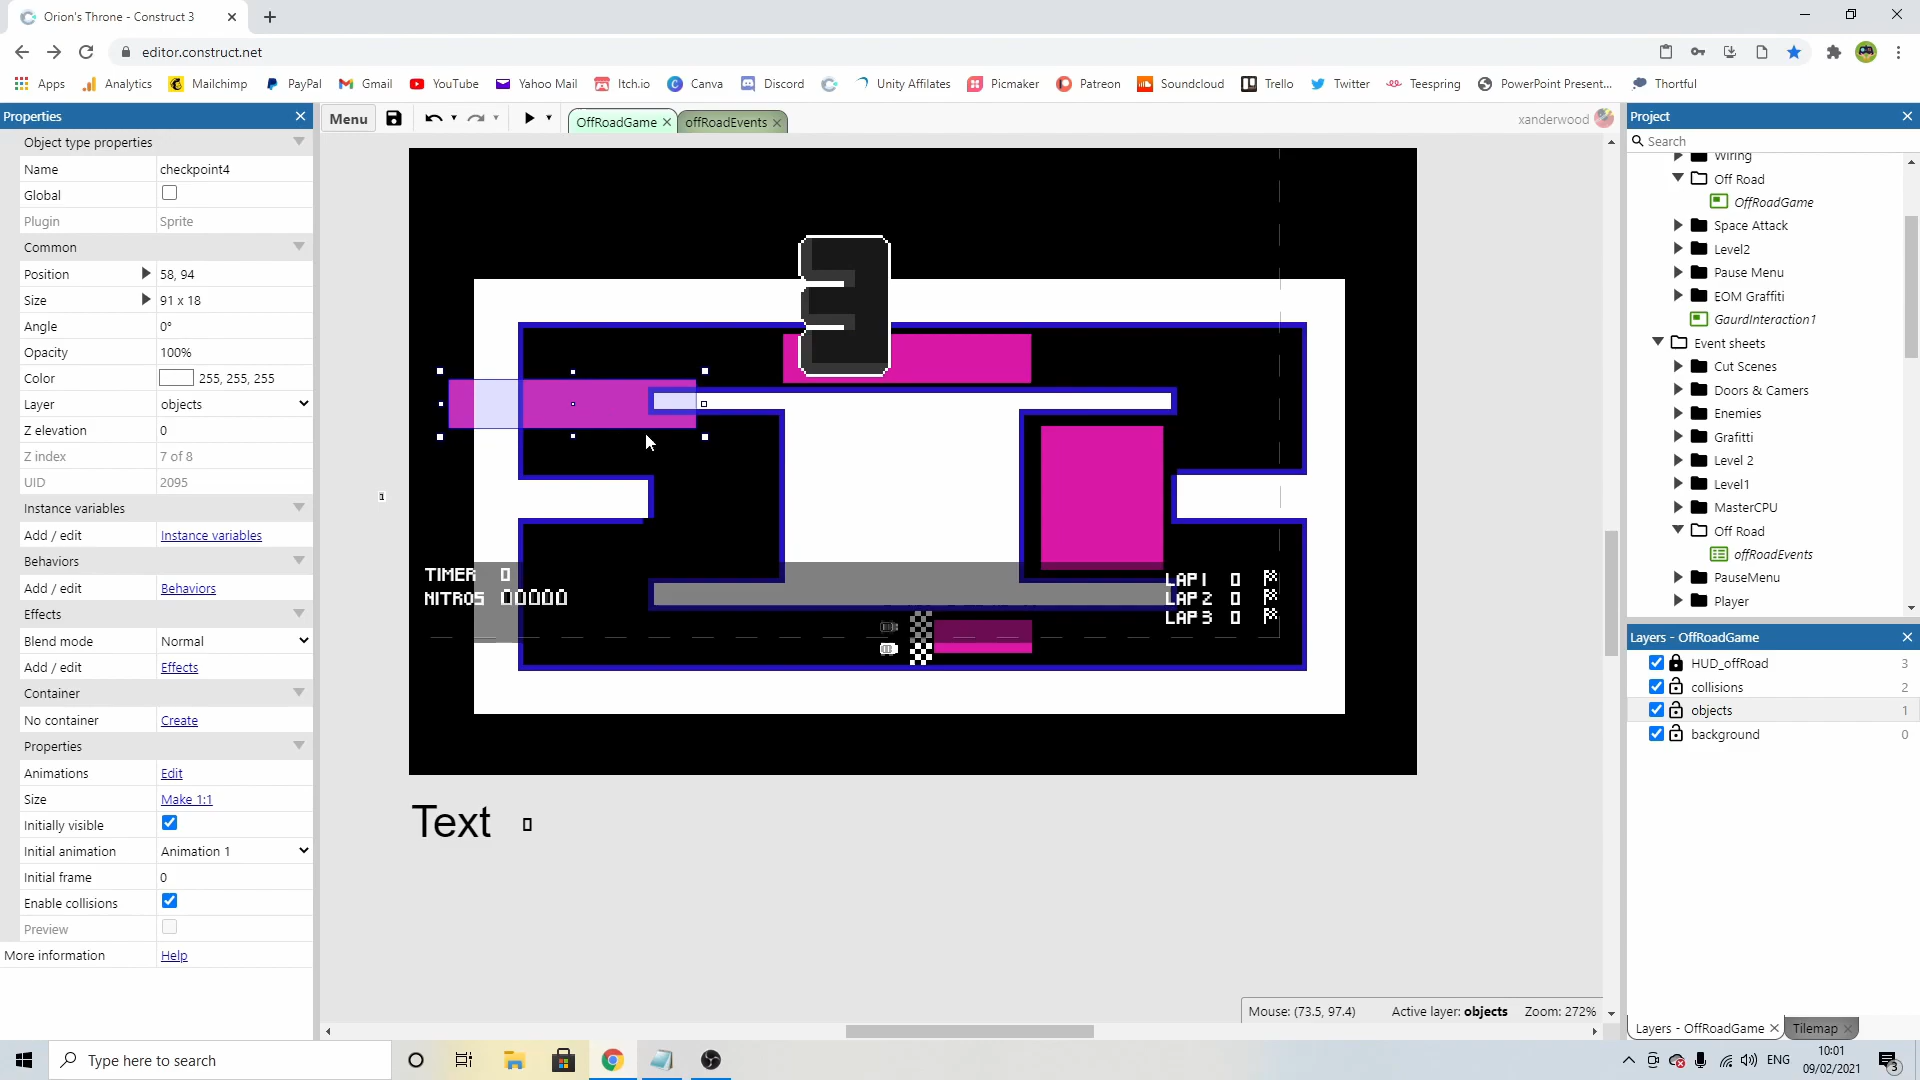 Orion's Throne - Construct 3
editor.construct.net
Apps Analytics Mailchimp PayPal Gmail YouTube Yahoo Mail Itch.io Canva Discord Unity Affilates Picmaker Patreon Soundcloud Trello Twitter Teespring PowerPoint Present... Thortful
Properties
Menu
OffRoadGame
offRoadEvents
xanderwood
Project
Object type properties
Name checkpoint4
Global
Plugin Sprite
Common
Position 58, 94
Size 91 x 18
Angle 0°
Opacity 100%
Color 255, 255, 255
Layer objects
Z elevation 0
Z index 7 of 8
UID 2095
Instance variables
Add / edit Instance variables
Behaviors
Add / edit Behaviors
Effects
Blend mode Normal
Add / edit Effects
Container
No container Create
Properties
Animations Edit
Size Make 1:1
Initially visible
Initial animation Animation 1
Initial frame 0
Enable collisions
Preview
More information Help
TIMER 0
NITROS 00000
LAP1 0
LAP2 0
LAP3 0
Text 0
Mouse: (73.5, 97.4) Active layer: objects Zoom: 272%
Search
Wiring
Off Road
OffRoadGame
Space Attack
Level2
Pause Menu
EOM Graffiti
GaurdInteraction1
Event sheets
Cut Scenes
Doors & Camers
Enemies
Grafitti
Level 2
Level1
MasterCPU
Off Road
offRoadEvents
PauseMenu
Player
Layers - OffRoadGame
HUD_offRoad 3
collisions 2
objects 1
background 0
Layers - OffRoadGame
Tilemap
Type here to search
ENG
10:01
09/02/2021
3